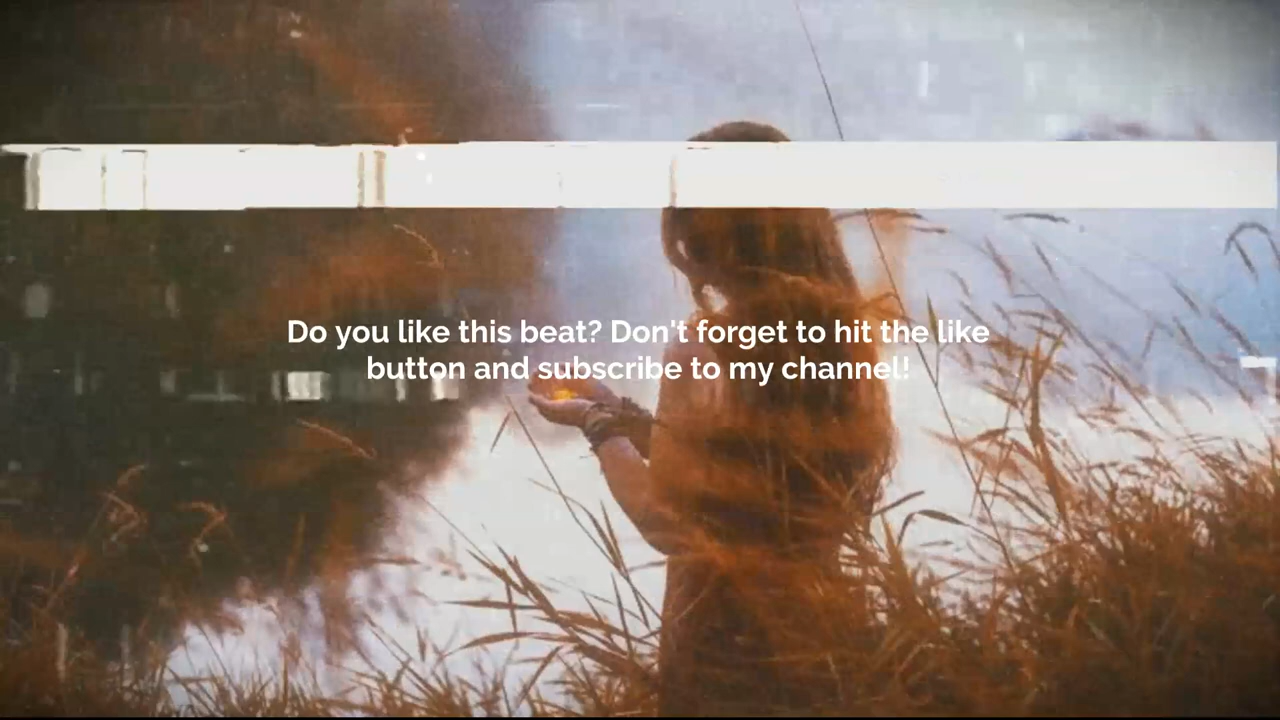 Do you like this beat? Don't forget to hit the like
button and subscribe to my channel!